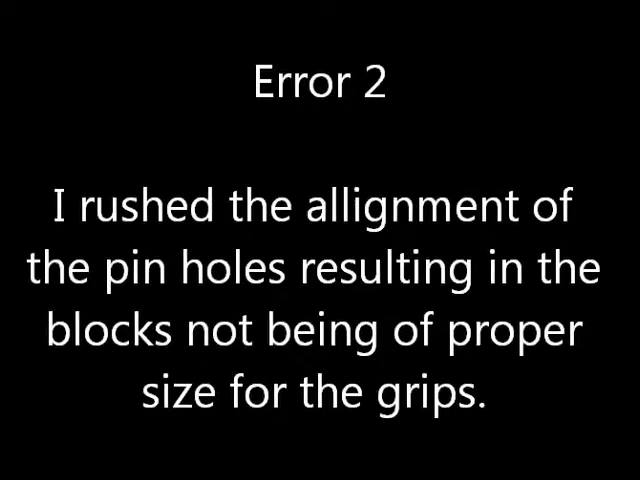 Error 2
I rushed the allignment of
the pin holes resulting in the
blocks not being of proper
size for the grips.